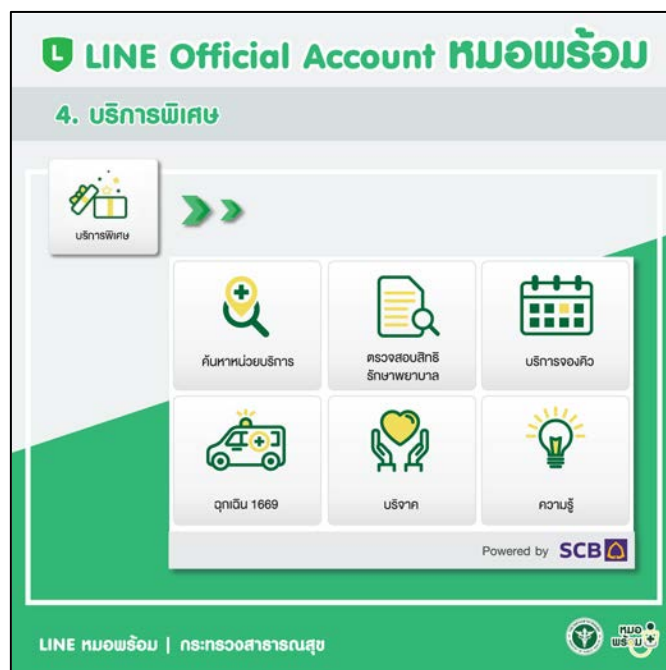 L LINE Official Account หมอพร้อม
4. บริการพิเศษ
บริการพิเศษ
ค้นหาหน่วยบริการ
ตรวจสอบสิทธิ
รักษาพยาบาล
บริการจองคิว
ฉุกเฉิน 1669
บริจาค
ความรู้
Powered by SCB
LINE หมอพร้อม | กระทรวงสาธารณสุข
หมอ
พร้อม